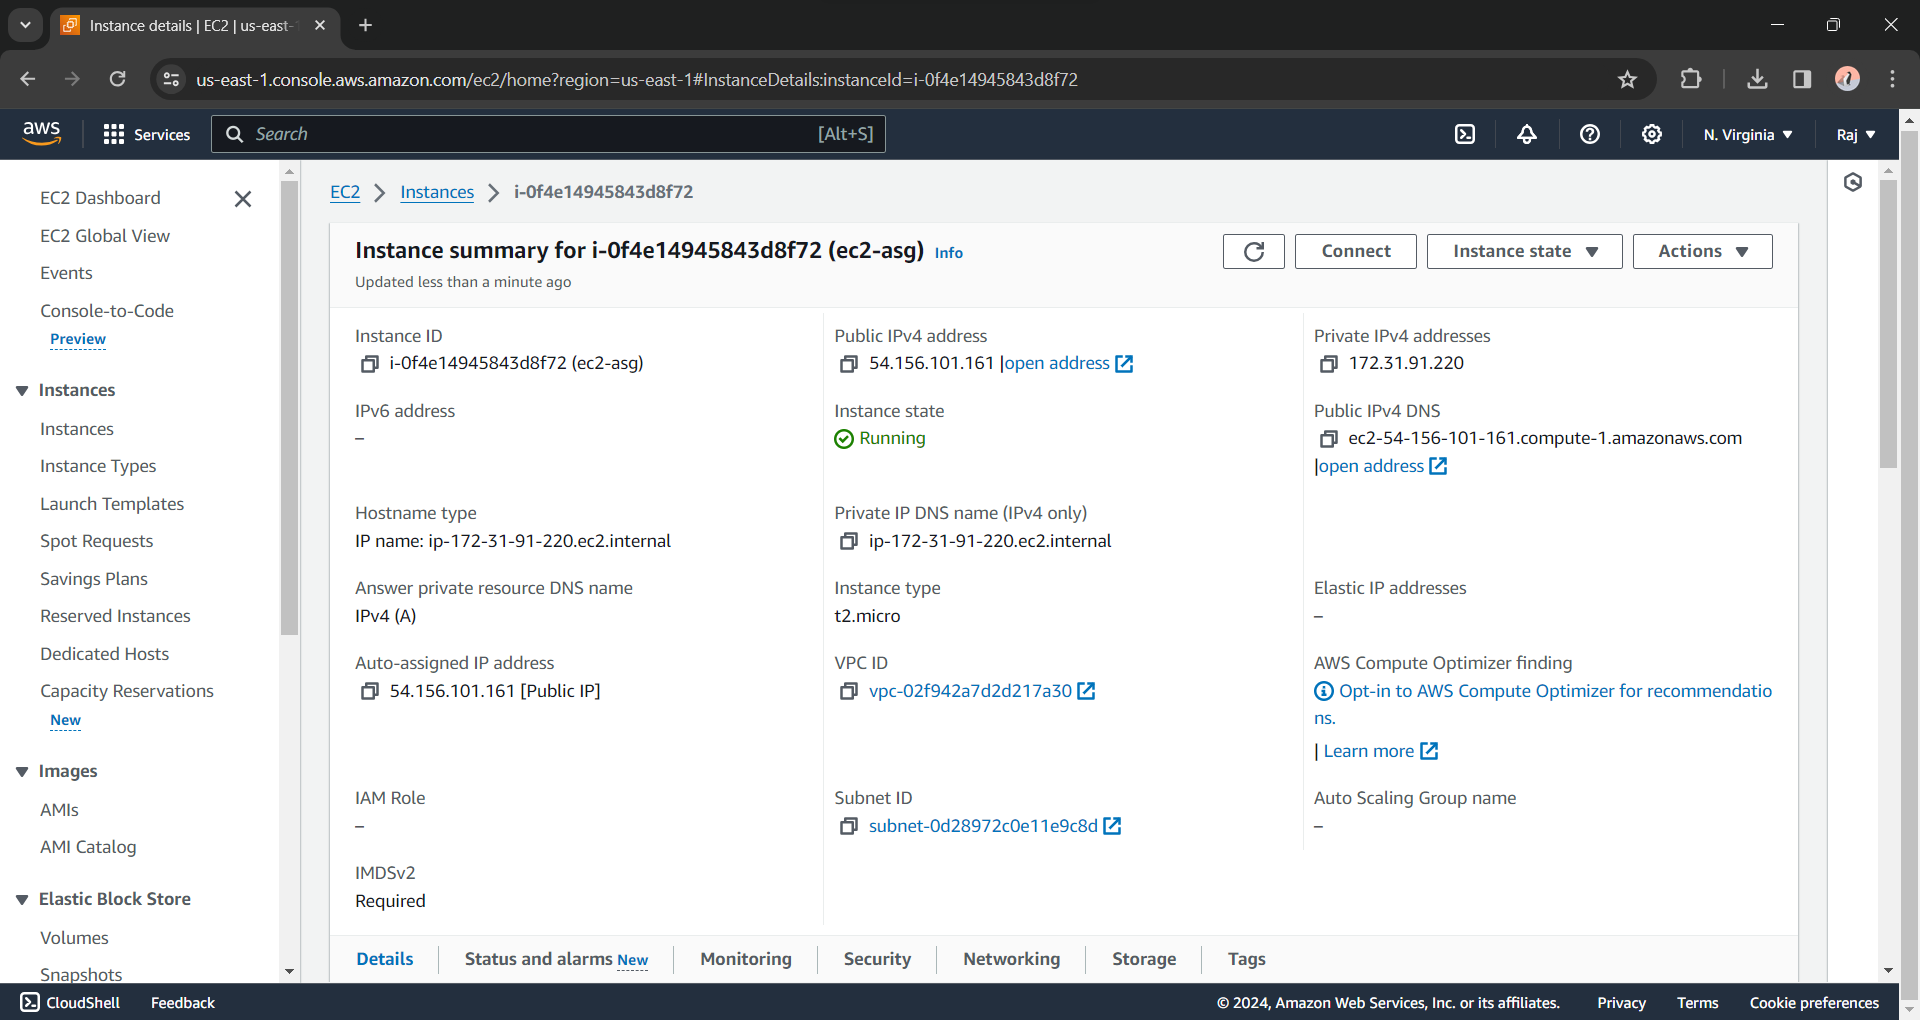 Instance details | EC2 | us-east-
us-east-1.console.aws.amazon.com/ec2/home?region=us-east-1#InstanceDetails:instanceId=i-0f4e14945843d8f72
aws
Services
Search
[Alt+S]
N. Virginia
Raj
EC2 Dashboard
EC2 Global View
Events
Console-to-Code
Preview
Instances
Instances
Instance Types
Launch Templates
Spot Requests
Savings Plans
Reserved Instances
Dedicated Hosts
Capacity Reservations
New
Images
AMIs
AMI Catalog
Elastic Block Store
Volumes
Snapshots
EC2 > Instances > i-0f4e14945843d8f72
Instance summary for i-0f4e14945843d8f72 (ec2-asg) Info
Updated less than a minute ago
Connect
Instance state
Actions
Instance ID
i-0f4e14945843d8f72 (ec2-asg)
Public IPv4 address
54.156.101.161 |open address
Private IPv4 addresses
172.31.91.220
IPv6 address
–
Instance state
Running
Public IPv4 DNS
ec2-54-156-101-161.compute-1.amazonaws.com
|open address
Hostname type
IP name: ip-172-31-91-220.ec2.internal
Private IP DNS name (IPv4 only)
ip-172-31-91-220.ec2.internal
Answer private resource DNS name
IPv4 (A)
Instance type
t2.micro
Elastic IP addresses
–
Auto-assigned IP address
54.156.101.161 [Public IP]
VPC ID
vpc-02f942a7d2d217a30
AWS Compute Optimizer finding
Opt-in to AWS Compute Optimizer for recommendatio
ns.
| Learn more
IAM Role
–
Subnet ID
subnet-0d28972c0e11e9c8d
Auto Scaling Group name
–
IMDSv2
Required
Details
Status and alarms New
Monitoring
Security
Networking
Storage
Tags
CloudShell
Feedback
© 2024, Amazon Web Services, Inc. or its affiliates.
Privacy
Terms
Cookie preferences